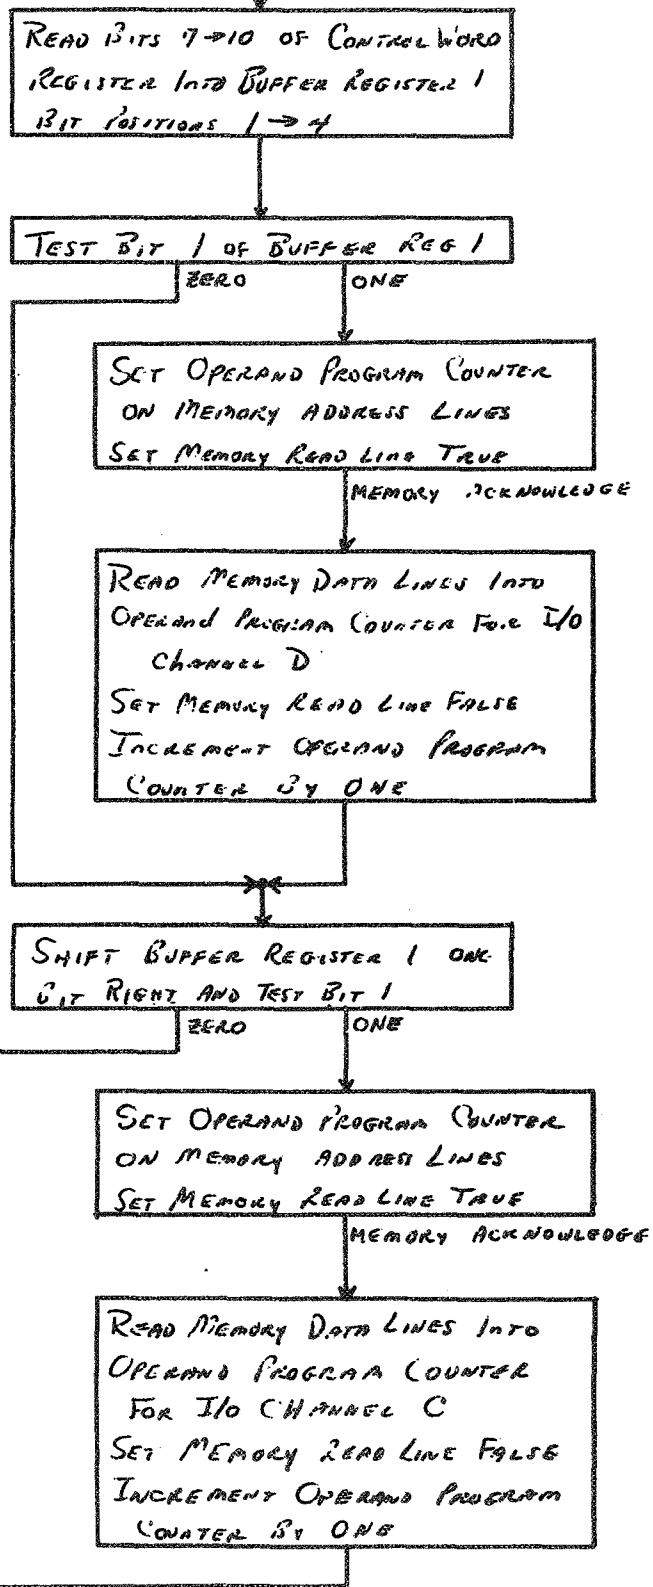 READ BITS 7→10 OF CONTROL WORD
REGISTER INTO BUFFER REGISTER 1
BIT POSITIONS 1→4
TEST BIT 1 OF BUFFER REG 1
ZERO
ONE
SET OPERAND PROGRAM COUNTER
ON MEMORY ADDRESS LINES
SET MEMORY READ LINE TRUE
MEMORY ACKNOWLEDGE
READ MEMORY DATA LINES INTO
OPERAND PROGRAM COUNTER FOR I/O
CHANNEL D
SET MEMORY READ LINE FALSE
INCREMENT OPERAND PROGRAM
COUNTER BY ONE
SHIFT BUFFER REGISTER 1 ONE
BIT RIGHT AND TEST BIT 1
ZERO
ONE
SET OPERAND PROGRAM COUNTER
ON MEMORY ADDRESS LINES
SET MEMORY READ LINE TRUE
MEMORY ACKNOWLEDGE
READ MEMORY DATA LINES INTO
OPERAND PROGRAM COUNTER
FOR I/O CHANNEL C
SET MEMORY READ LINE FALSE
INCREMENT OPERAND PROGRAM
COUNTER BY ONE